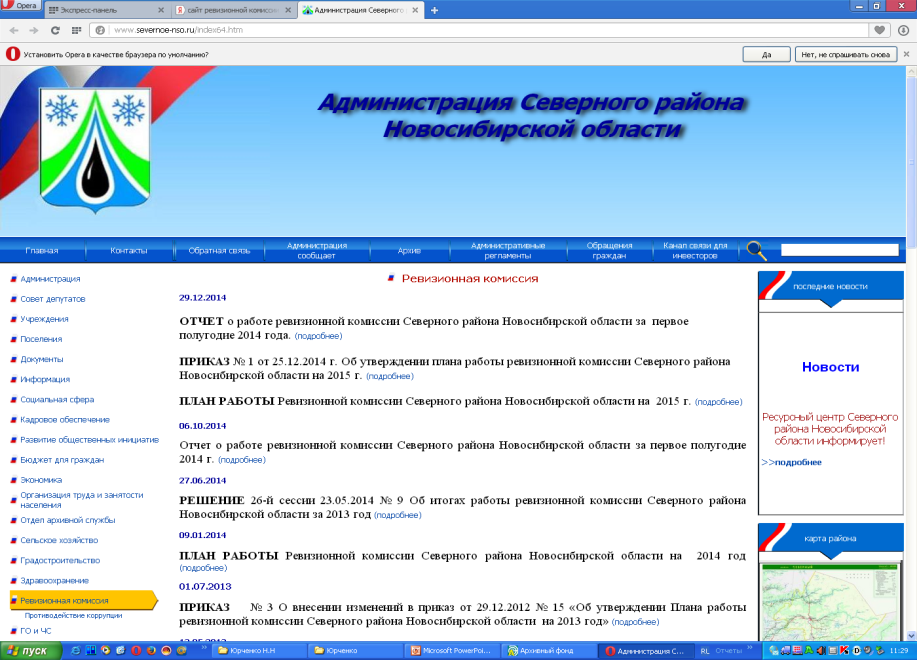 Opera
Экспресс-панель
сайт ревизионной комисси
Администрация Северного
www.severnoe-nso.ru/index64.htm
Установить Opera в качестве браузера по умолчанию?
Да
Нет, не спрашивать снова
Администрация Северного района
Новосибирской области
Главная
Контакты
Обратная связь
Администрация
сообщает
Архив
Административные
регламенты
Обращения
граждан
Канал связи для
инвесторов
Администрация
Совет депутатов
Учреждения
Поселения
Документы
Информация
Социальная сфера
Кадровое обеспечение
Развитие общественных инициатив
Бюджет для граждан
Экономика
Организация труда и занятости
населения
Отдел архивной службы
Сельское хозяйство
Градостроительство
Здравоохранение
Ревизионная комиссия
Противодействие коррупции
ГО и ЧС
Ревизионная комиссия
29.12.2014
ОТЧЕТ о работе ревизионной комиссии Северного района Новосибирской области за первое
полугодие 2014 года. (подробнее)
ПРИКАЗ № 1 от 25.12.2014 г. Об утверждении плана работы ревизионной комиссии Северного района
Новосибирской области на 2015 г. (подробнее)
ПЛАН РАБОТЫ Ревизионной комиссии Северного района Новосибирской области на 2015 г. (подробнее)
06.10.2014
Отчет о работе ревизионной комиссии Северного района Новосибирской области за первое полугодие
2014 г. (подробнее)
27.06.2014
РЕШЕНИЕ 26-й сессии 23.05.2014 № 9 Об итогах работы ревизионной комиссии Северного района
Новосибирской области за 2013 год (подробнее)
09.01.2014
ПЛАН РАБОТЫ Ревизионной комиссии Северного района Новосибирской области на 2014 год
(подробнее)
01.07.2013
ПРИКАЗ № 3 О внесении изменений в приказ от 29.12.2012 № 15 «Об утверждении Плана работы
ревизионной комиссии Северного района Новосибирской области на 2013 год» (подробнее)
последние новости
Новости
Ресурсный центр Северного
района Новосибирской
области информирует!
>>подробнее
карта района
пуск
Юрченко Н.Н
Юрченко
Microsoft PowerPoi...
Архивный фонд
Администрация С...
RL
Отчеты
11:29